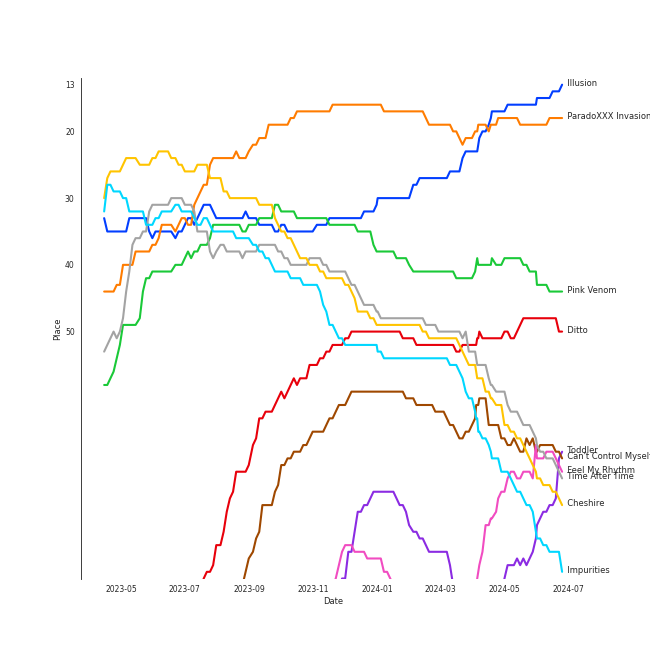 13
Illusion
ParadoXXX Invasion
20
30
40
Pink Venom
50
Ditto
Place
Toddler
Can't Control Myself
Feel My Rhythm
Time After Time
Cheshire
Impurities
2023-05
2023-07
2023-09
2023-11
2024-01
2024-03
2024-05
2024-07
Date